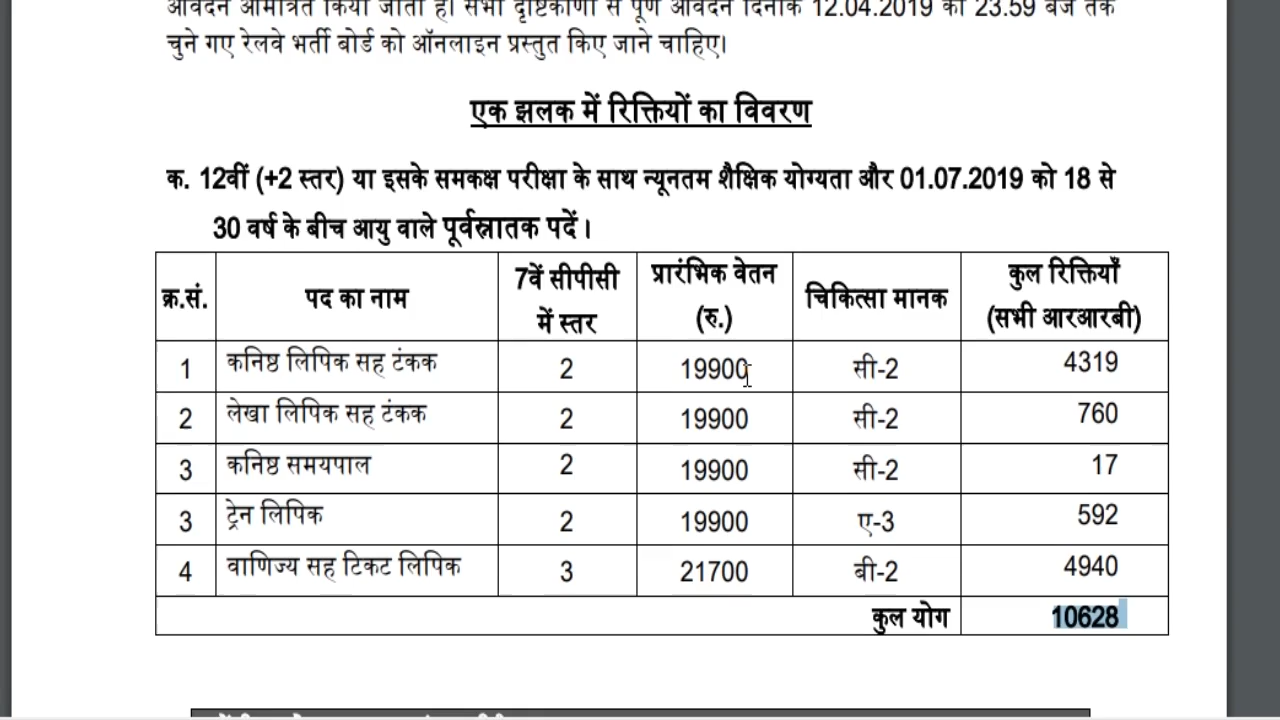 आवेदन आमंत्रित किया जाता है। सभी दृष्टिकोणों से पूर्ण आवेदन दिनांक 12.04.2019 को 23.59 बजे तक
चुने गए रेलवे भर्ती बोर्ड को ऑनलाइन प्रस्तुत किए जाने चाहिए।
एक झलक में रिक्तियों का विवरण
क. 12वीं (+2 स्तर) या इसके समकक्ष परीक्षा के साथ न्यूनतम शैक्षिक योग्यता और 01.07.2019 को 18 से
30 वर्ष के बीच आयु वाले पूर्वस्नातक पदें।
क्र.सं. पद का नाम 7वें सीपीसी में स्तर प्रारंभिक वेतन (रु.) चिकित्सा मानक कुल रिक्तियाँ (सभी आरआरबी)
1 कनिष्ठ लिपिक सह टंकक 2 19900 सी-2 4319
2 लेखा लिपिक सह टंकक 2 19900 सी-2 760
3 कनिष्ठ समयपाल 2 19900 सी-2 17
3 ट्रेन लिपिक 2 19900 ए-3 592
4 वाणिज्य सह टिकट लिपिक 3 21700 बी-2 4940
कुल योग 10628